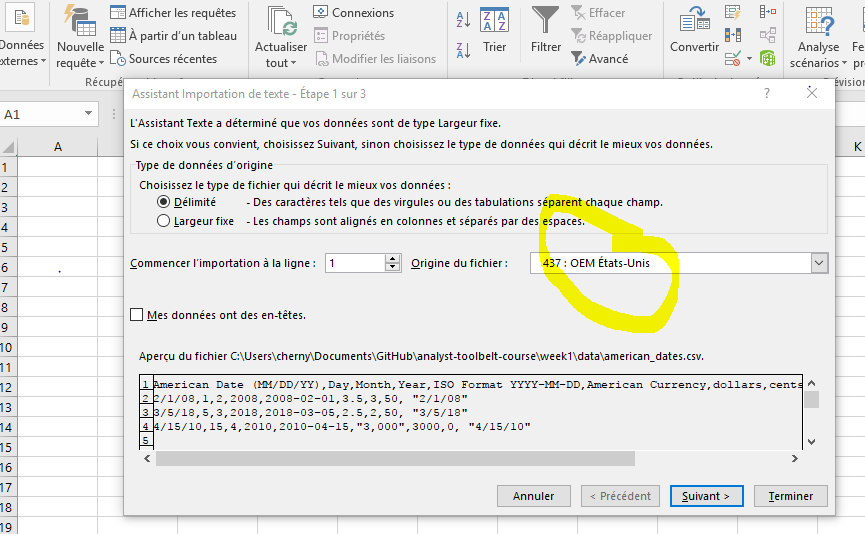 Données
externes
Nouvelle
requête
Afficher les requêtes
À partir d'un tableau
Sources récentes
Actualiser
tout
Connexions
Propriétés
Modifier les liaisons
Trier
Filtrer
Effacer
Réappliquer
Avancé
Convertir
Analyse
scénarios
A1
A
K
Assistant Importation de texte - Étape 1 sur 3
?
L'Assistant Texte a déterminé que vos données sont de type Largeur fixe.
Si ce choix vous convient, choisissez Suivant, sinon choisissez le type de données qui décrit le mieux vos données.
Type de données d'origine
Choisissez le type de fichier qui décrit le mieux vos données :
Délimité - Des caractères tels que des virgules ou des tabulations séparent chaque champ.
Largeur fixe - Les champs sont alignés en colonnes et séparés par des espaces.
Commencer l'importation à la ligne : 1 Origine du fichier : 437 : OEM États-Unis
Mes données ont des en-têtes.
Aperçu du fichier C:\Users\cherny\Documents\GitHub\analyst-toolbelt-course\week1\data\american_dates.csv.
1 American Date (MM/DD/YY),Day,Month,Year,ISO Format YYYY-MM-DD,American Currency,dollars,cents
2 2/1/08,1,2,2008,2008-02-01,3.5,3,50, "2/1/08"
3 3/5/18,5,3,2018,2018-03-05,2.5,2,50, "3/5/18"
4 4/15/10,15,4,2010,2010-04-15,"3,000",3000,0, "4/15/10"
5
Annuler
< Précédent
Suivant >
Terminer
1
2
3
4
5
6
7
8
9
10
11
12
13
14
15
16
17
18
19